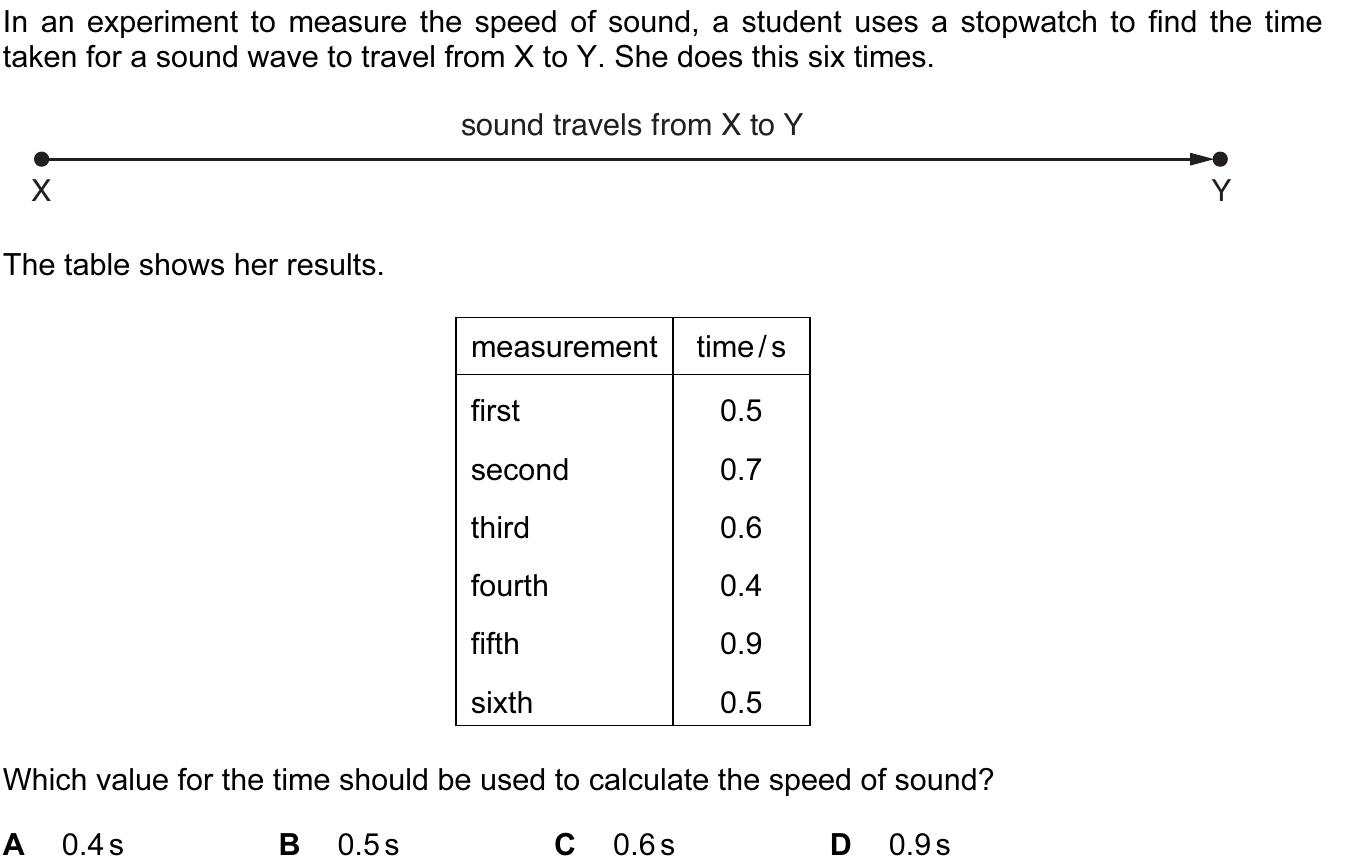 In an experiment to measure the speed of sound, a student uses a stopwatch to find the time
taken for a sound wave to travel from X to Y. She does this six times.
sound travels from X to Y
X Y
The table shows her results.
measurement time / s
first 0.5
second 0.7
third 0.6
fourth 0.4
fifth 0.9
sixth 0.5
Which value for the time should be used to calculate the speed of sound?
A 0.4 s B 0.5 s C 0.6 s D 0.9 s